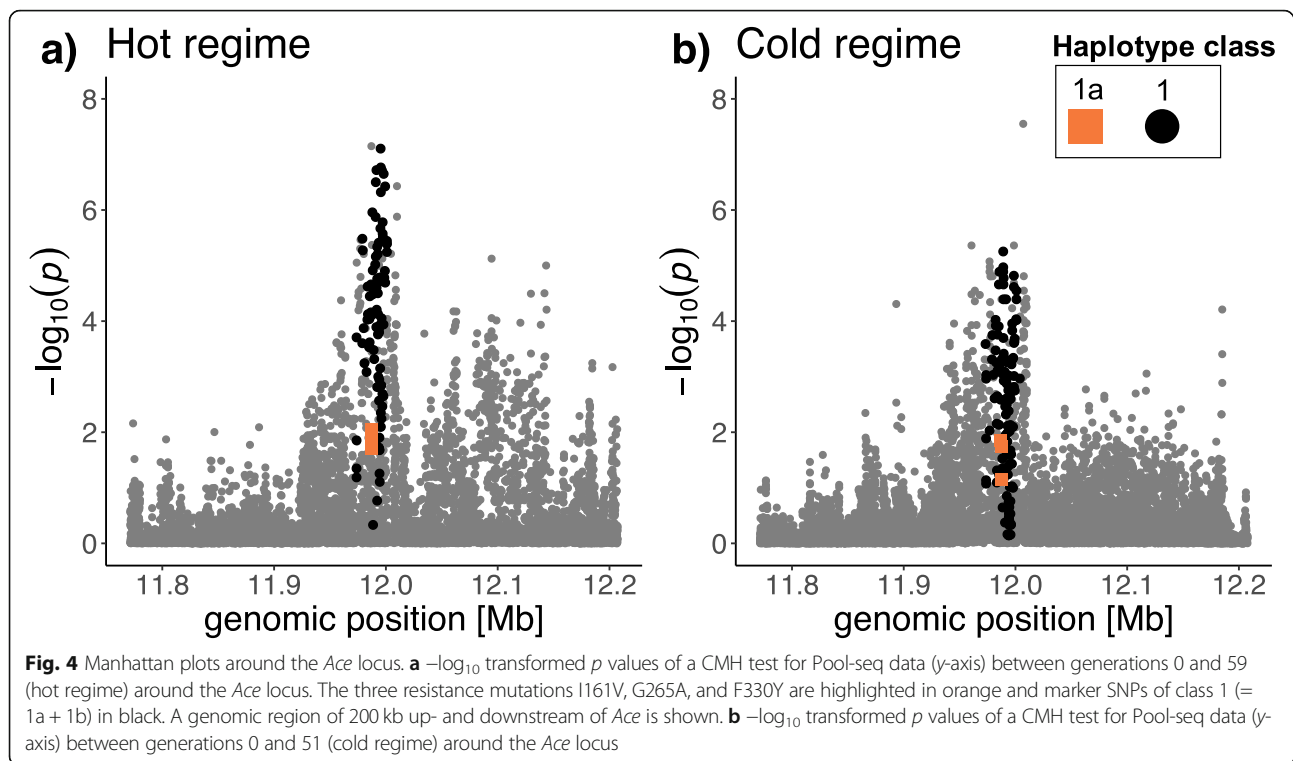 a) Hot regime
b) Cold regime
Haplotype class
1a 1
8
6
4
2
0
−log10(p)
11.8 11.9 12.0 12.1 12.2
genomic position [Mb]
8
6
4
2
0
−log10(p)
11.8 11.9 12.0 12.1 12.2
genomic position [Mb]
Fig. 4 Manhattan plots around the Ace locus. a −log10 transformed p values of a CMH test for Pool-seq data (y-axis) between generations 0 and 59
(hot regime) around the Ace locus. The three resistance mutations I161V, G265A, and F330Y are highlighted in orange and marker SNPs of class 1 (=
1a + 1b) in black. A genomic region of 200 kb up- and downstream of Ace is shown. b −log10 transformed p values of a CMH test for Pool-seq data (y-
axis) between generations 0 and 51 (cold regime) around the Ace locus